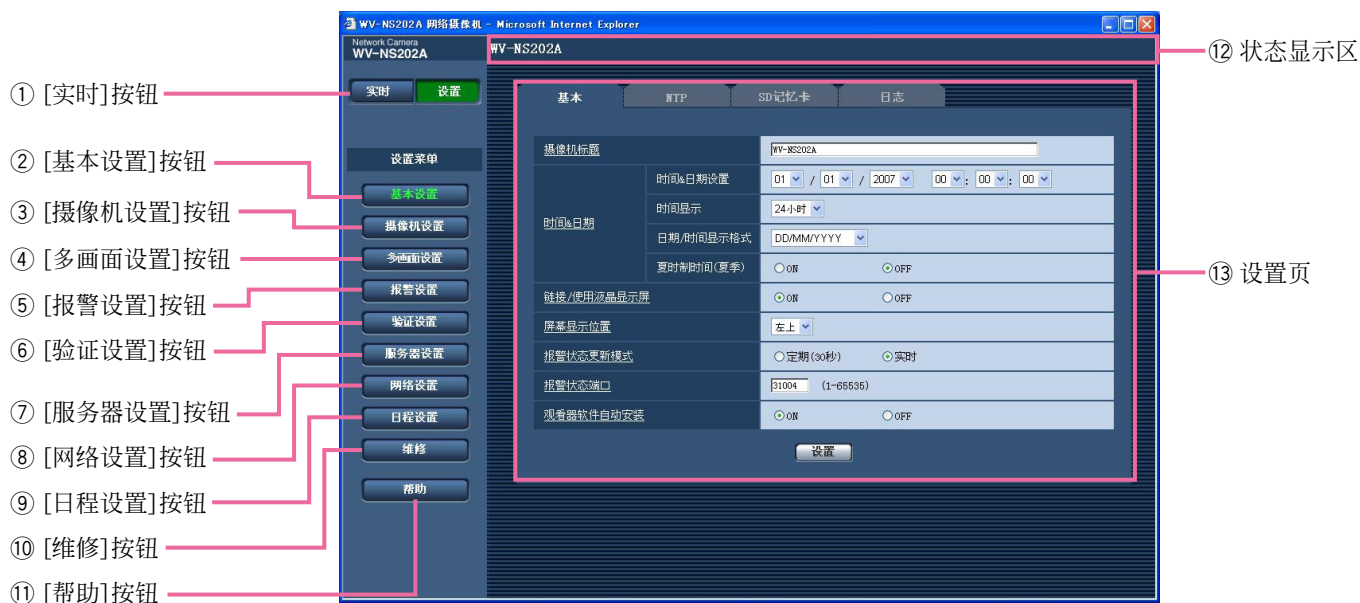 WV-NS202A 网络摄像机 - Microsoft Internet Explorer
Network Camera
WV-NS202A
WV-NS202A
⑫ 状态显示区
① [实时]按钮
实时 设置
基本 NTP SD记忆卡 日志
② [基本设置]按钮
③ [摄像机设置]按钮
④ [多画面设置]按钮
⑤ [报警设置]按钮
⑥ [验证设置]按钮
⑦ [服务器设置]按钮
⑧ [网络设置]按钮
⑨ [日程设置]按钮
⑩ [维修]按钮
⑪ [帮助]按钮
设置菜单
基本设置
摄像机设置
多画面设置
报警设置
验证设置
服务器设置
网络设置
日程设置
维修
帮助
摄像机标题 WV-NS202A
时间&日期
时间&日期设置 01 / 01 / 2007 00 : 00 : 00
时间显示 24小时
日期/时间显示格式 DD/MM/YYYY
夏时制时间(夏季) ON OFF
链接/使用液晶显示屏 ON OFF
屏幕显示位置 左上
报警状态更新模式 定期(30秒) 实时
报警状态端口 31004 (1-65535)
观看器软件自动安装 ON OFF
设置
⑬ 设置页